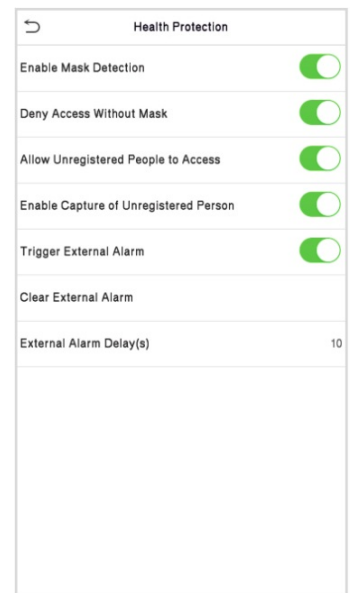 Health Protection
Enable Mask Detection
Deny Access Without Mask
Allow Unregistered People to Access
Enable Capture of Unregistered Person
Trigger External Alarm
Clear External Alarm
External Alarm Delay(s) 10